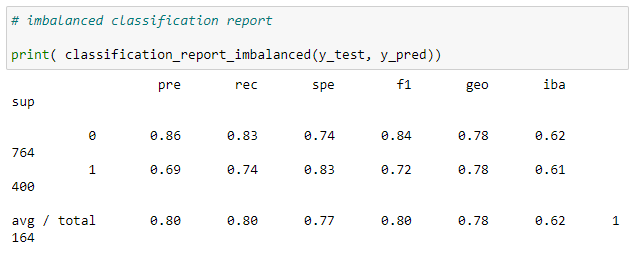 # imbalanced classification report
print( classification_report_imbalanced(y_test, y_pred))
pre rec spe f1 geo iba
sup
0 0.86 0.83 0.74 0.84 0.78 0.62
764
1 0.69 0.74 0.83 0.72 0.78 0.61
400
avg / total 0.80 0.80 0.77 0.80 0.78 0.62 1
164